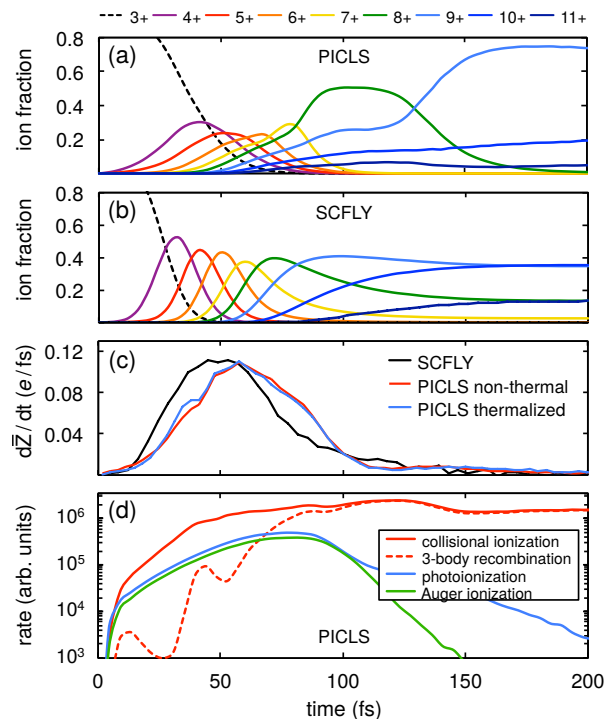 3+ 4+ 5+ 6+ 7+ 8+ 9+ 10+ 11+
0.8
(a)
PICLS
0.6
ion fraction
0.4
0.2
(b)
SCFLY
0.6
ion fraction
0.4
0.2
(c)
0.12
SCFLY
PICLS non-thermal
PICLS thermalized
dZ̅/ dt (e/fs)
0.08
0.04
(d)
10⁶
collisional ionization
3-body recombination
photoionization
Auger ionization
rate (arb. units)
10⁵
10⁴
10³
PICLS
0 50 100 150 200
time (fs)